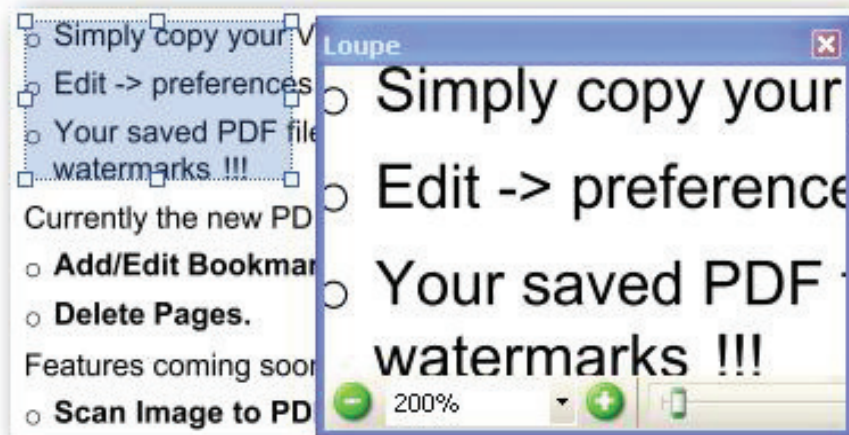 Simply copy your V
Edit -> preferences
Your saved PDF file
watermarks !!!
Currently the new PD
Add/Edit Bookmar
Delete Pages.
Features coming soon
Scan Image to PD
Loupe
Simply copy your
Edit -> preference
Your saved PDF
watermarks !!!
200%